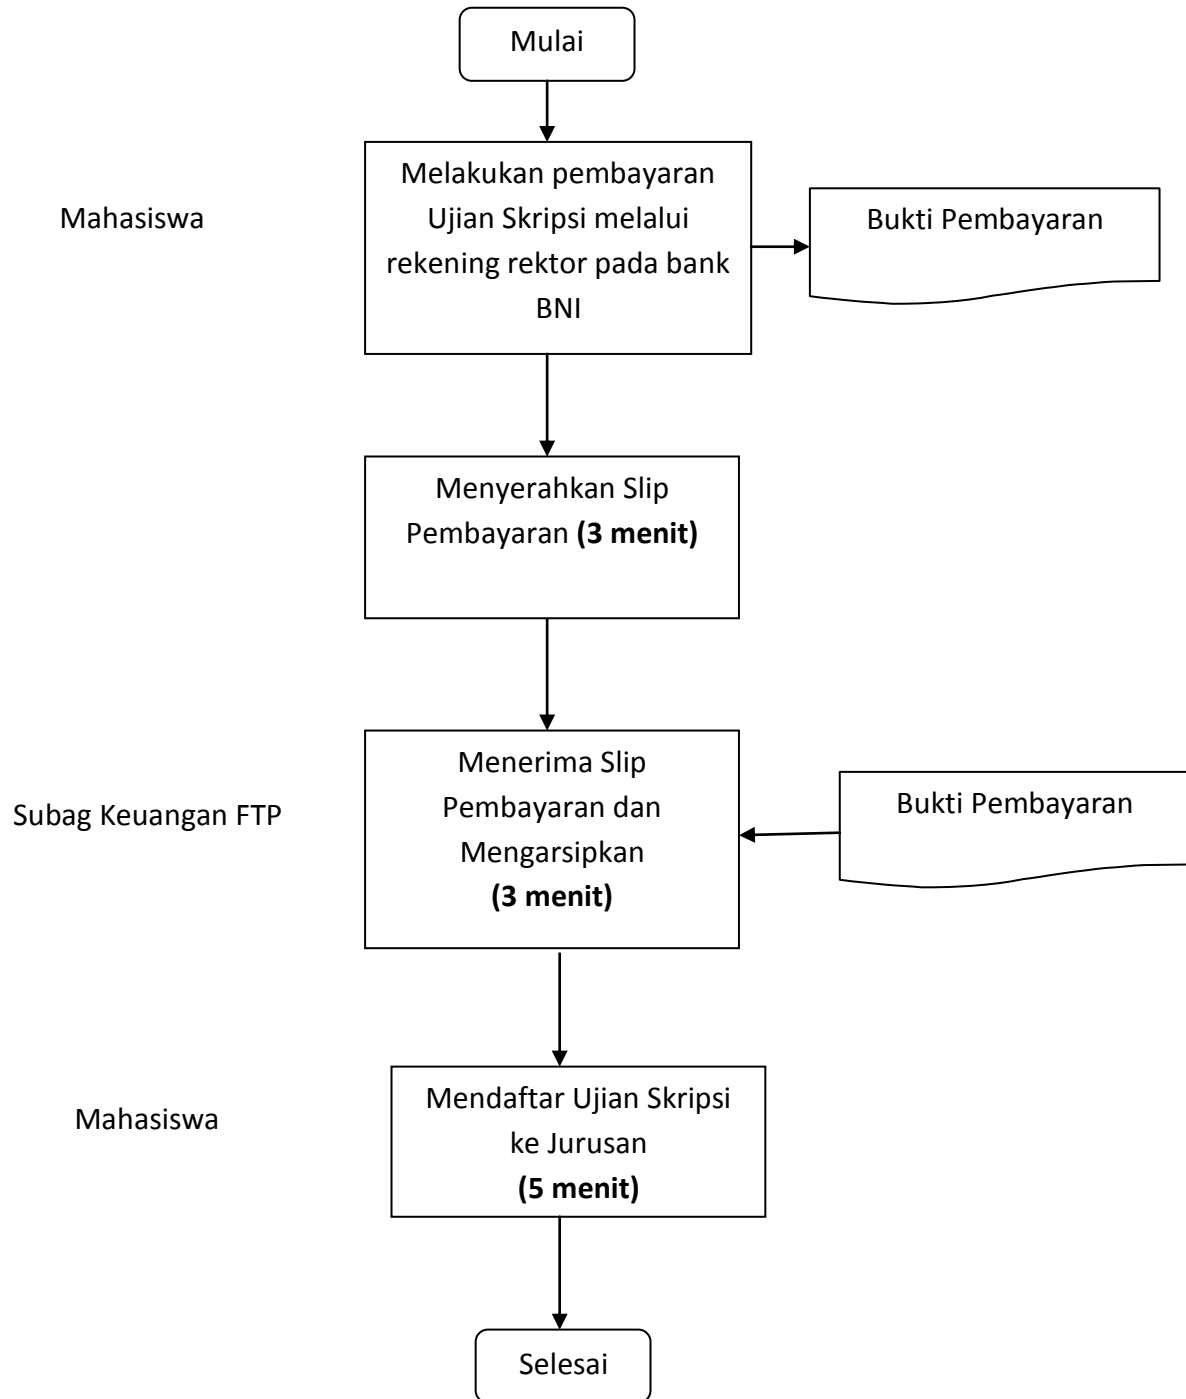 Mulai
Mahasiswa
Melakukan pembayaran
Ujian Skripsi melalui
rekening rektor pada bank
BNI
Bukti Pembayaran
Menyerahkan Slip
Pembayaran (3 menit)
Subag Keuangan FTP
Menerima Slip
Pembayaran dan
Mengarsipkan
(3 menit)
Bukti Pembayaran
Mahasiswa
Mendaftar Ujian Skripsi
ke Jurusan
(5 menit)
Selesai